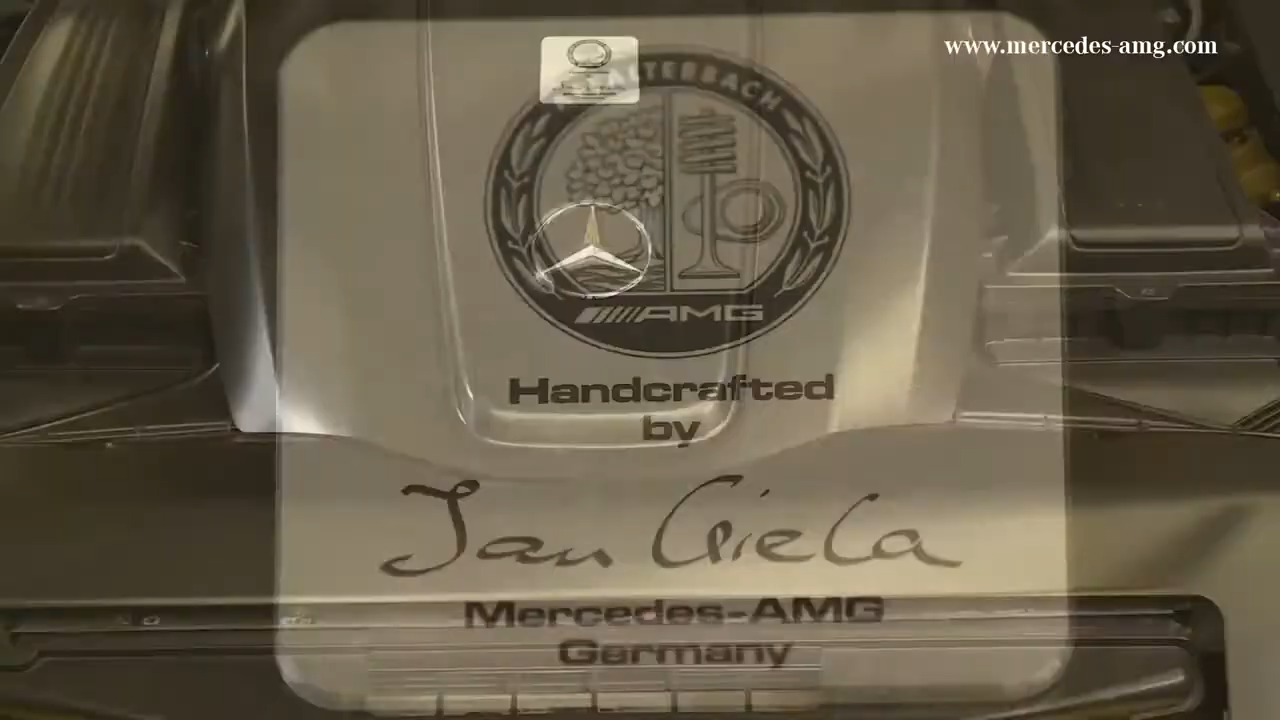 www.mercedes-amg.com
AFFALTERBACH
AMG
Handcrafted
by
Jan Giela
Mercedes-AMG
Germany